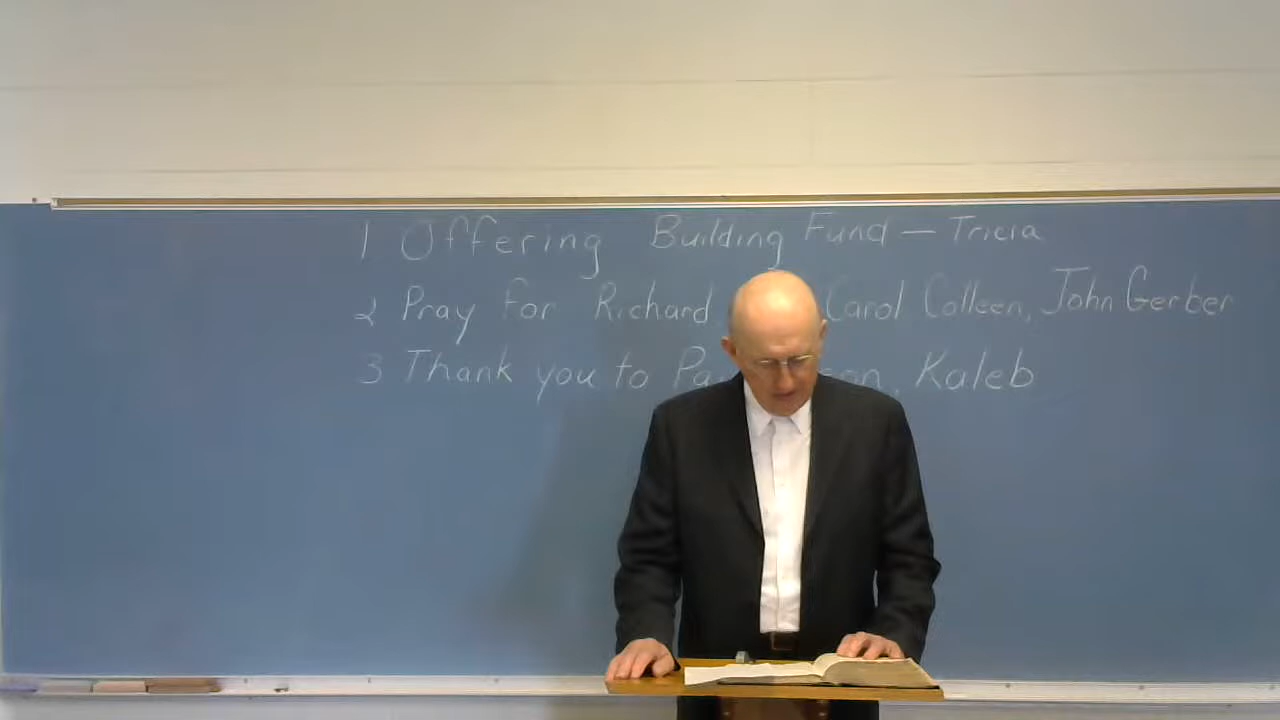 1 Offering Building Fund — Tricia
2 Pray for Richard Carol Colleen, John Gerber
3 Thank you to Kaleb